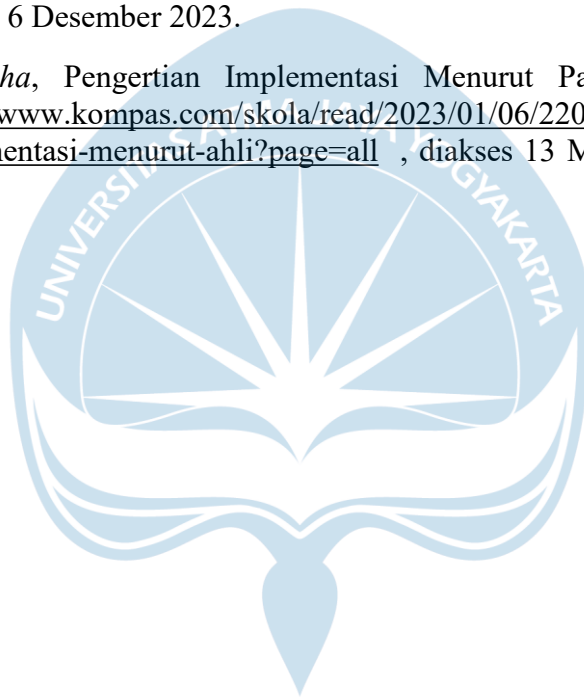 6 Desember 2023.
ha, Pengertian Implementasi Menurut Pa
www.kompas.com/skola/read/2023/01/06/220
nentasi-menurut-ahli?page=all , diakses 13 M
UNIVERSITAS ATMA JAYA YOGYAKARTA